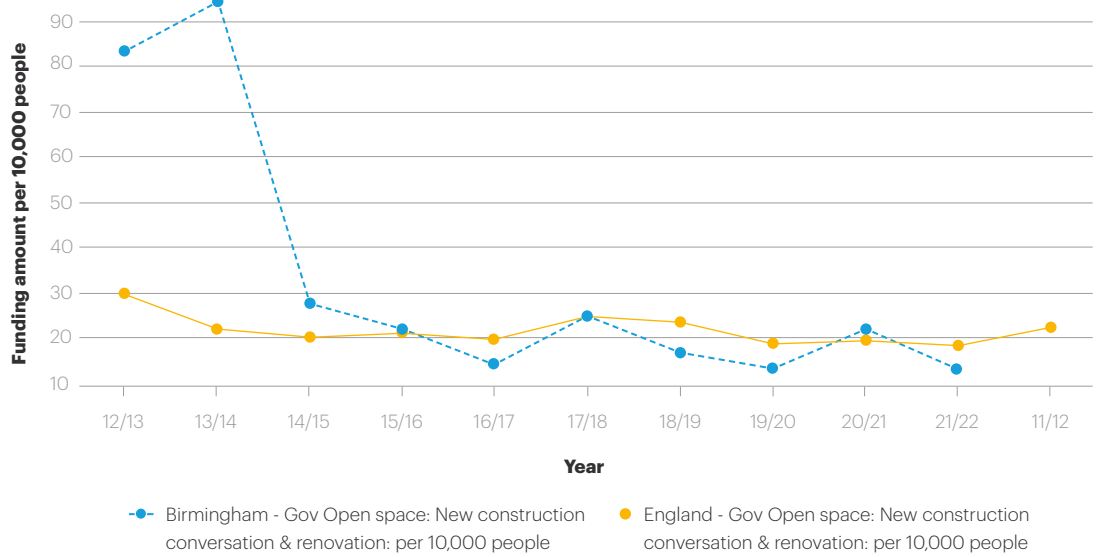 Funding amount per 10,000 people
90
80
70
60
50
40
30
20
10
12/13 13/14 14/15 15/16 16/17 17/18 18/19 19/20 20/21 21/22 11/12
Year
Birmingham - Gov Open space: New construction
conversation & renovation: per 10,000 people
England - Gov Open space: New construction
conversation & renovation: per 10,000 people